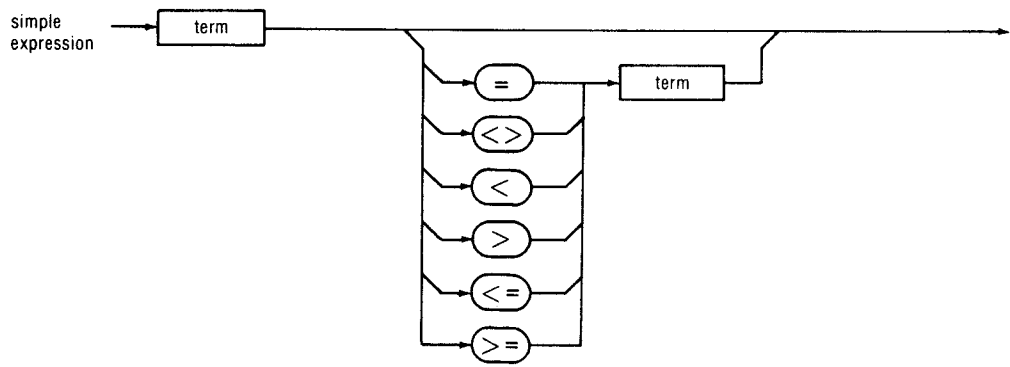 simple
expression
term
=
term
<>
<
>
<=
>=